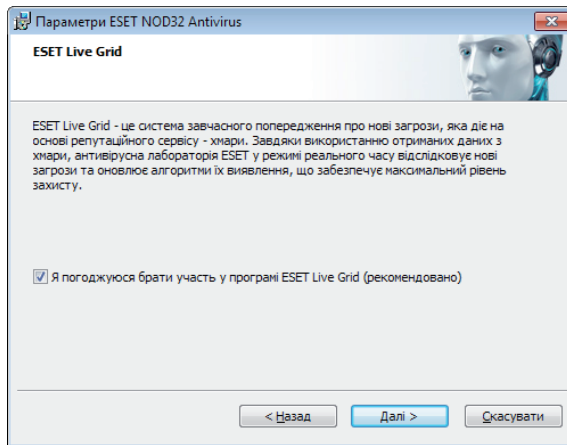 Параметри ESET NOD32 Antivirus
ESET Live Grid
ESET Live Grid - це система завчасного попередження про нові загрози, яка діє на
основі репутаційного сервісу - хмари. Завдяки використанню отриманих даних з
хмари, антивірусна лабораторія ESET у режимі реального часу відслідковує нові
загрози та оновлює алгоритми їх виявлення, що забезпечує максимальний рівень
захисту.
Я погоджуюся брати участь у програмі ESET Live Grid (рекомендовано)
< Назад
Далі >
Скасувати